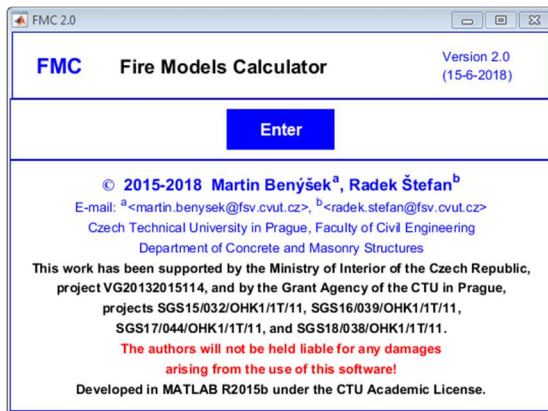 FMC 2.0
FMC Fire Models Calculator Version 2.0
(15-6-2018)
Enter
© 2015-2018 Martin Benýšekª, Radek Štefanᵇ
E-mail: ª<martin.benysek@fsv.cvut.cz>, ᵇ<radek.stefan@fsv.cvut.cz>
Czech Technical University in Prague, Faculty of Civil Engineering
Department of Concrete and Masonry Structures
This work has been supported by the Ministry of Interior of the Czech Republic,
project VG20132015114, and by the Grant Agency of the CTU in Prague,
projects SGS15/032/OHK1/1T/11, SGS16/039/OHK1/1T/11,
SGS17/044/OHK1/1T/11, and SGS18/038/OHK1/1T/11.
The authors will not be held liable for any damages
arising from the use of this software!
Developed in MATLAB R2015b under the CTU Academic License.